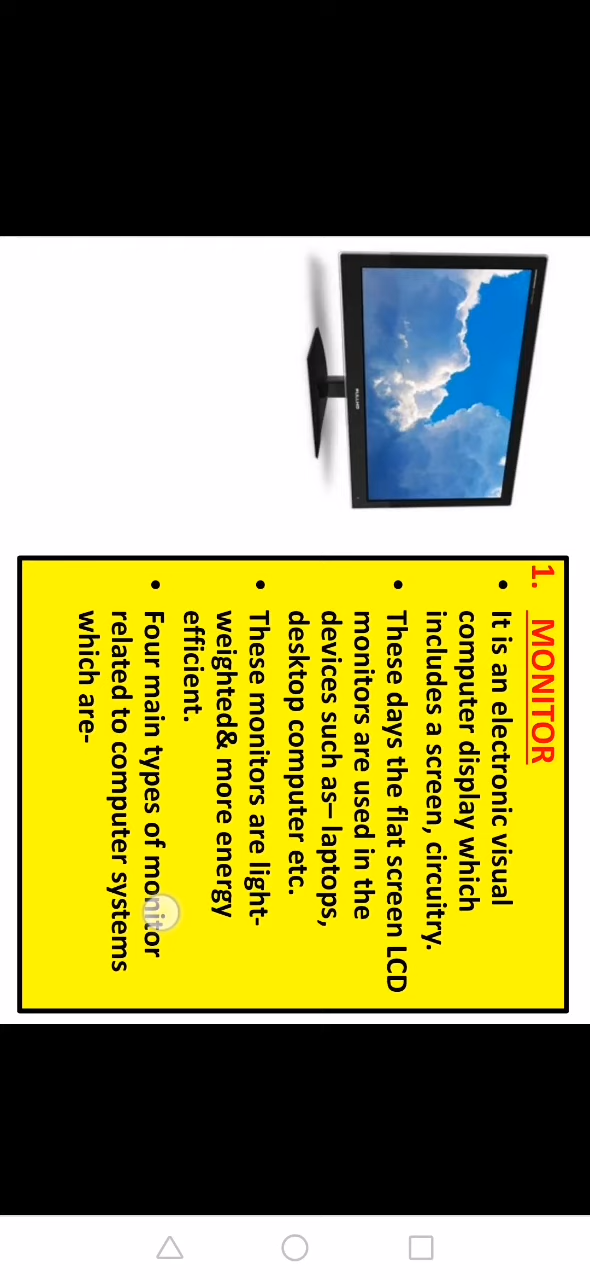 1. MONITOR
• It is an electronic visual
computer display which
includes a screen, circuitry.
• These days the flat screen LCD
monitors are used in the
devices such as– laptops,
desktop computer etc.
• These monitors are light-
weighted& more energy
efficient.
• Four main types of monitor
related to computer systems
which are-